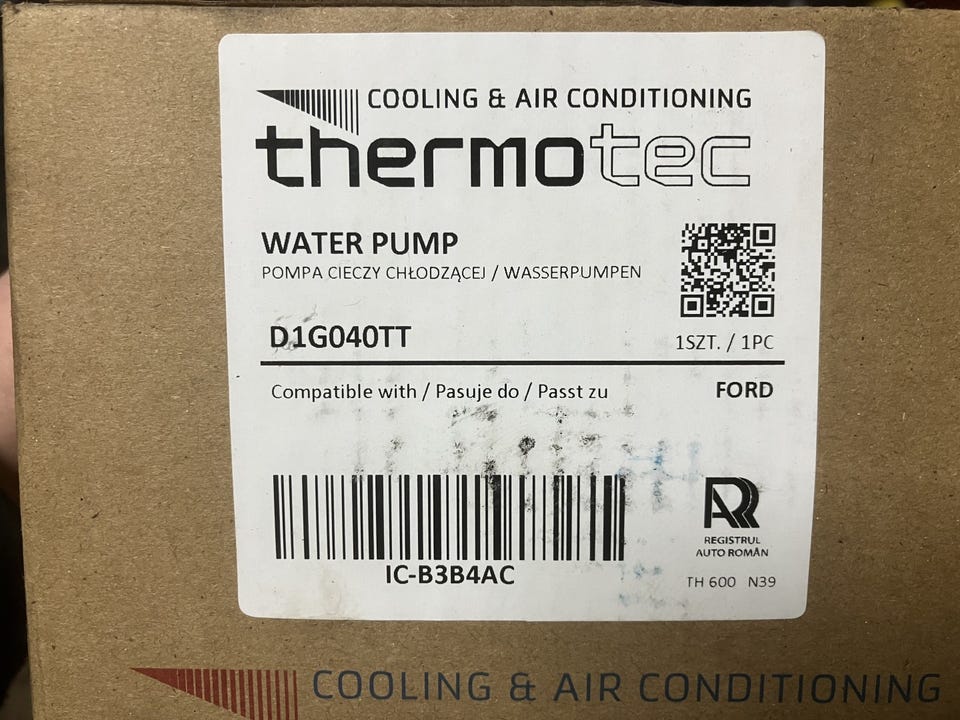 COOLING & AIR CONDITIONING
thermotec
WATER PUMP
POMPA CIECZY CHŁODZĄCEJ / WASSERPUMPEN
D1G040TT
1SZT. / 1PC
Compatible with / Pasuje do / Passt zu
FORD
IC-B3B4AC
RAR
REGISTRUL
AUTO ROMÂN
TH 600 N39
COOLING & AIR CONDITIONING